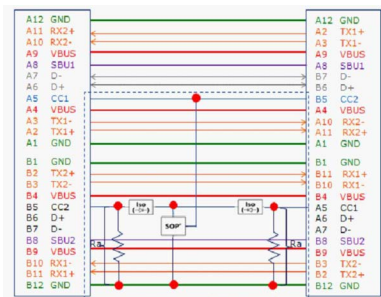 A12 GND
A11 RX2+
A10 RX2-
A9 VBUS
A8 SBU1
A7 D-
A6 D+
A5 CC1
A4 VBUS
A3 TX1-
A2 TX1+
A1 GND
B1 GND
B2 TX2+
B3 TX2-
B4 VBUS
B5 CC2
B6 D+
B7 D-
B8 SBU2
B9 VBUS
B10 RX1-
B11 RX1+
B12 GND
Iso
SOP'
Iso
Ra
Ra
A12 GND
A2 TX1+
A3 TX1-
A9 VBUS
A8 SBU1
B7 D-
B6 D+
B5 CC2
A4 VBUS
A10 RX2-
A11 RX2+
A1 GND
B1 GND
B11 RX1+
B10 RX1-
B4 VBUS
A5 CC1
A6 D+
A7 D-
B8 SBU2
B9 VBUS
B3 TX2-
B2 TX2+
B12 GND